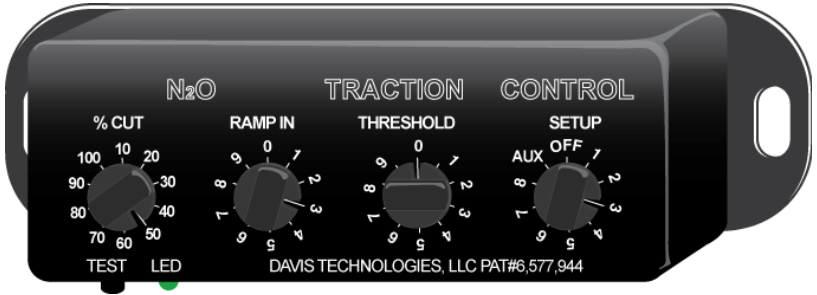 N2O TRACTION CONTROL
% CUT RAMP IN THRESHOLD SETUP
10 20 30 40 50 60 70 80 90 100
0 1 2 3 4 5 6 7 8 9
0 1 2 3 4 5 6 7 8 9
OFF 1 2 3 4 5 6 7 8 AUX
TEST LED DAVIS TECHNOLOGIES, LLC PAT#6,577,944